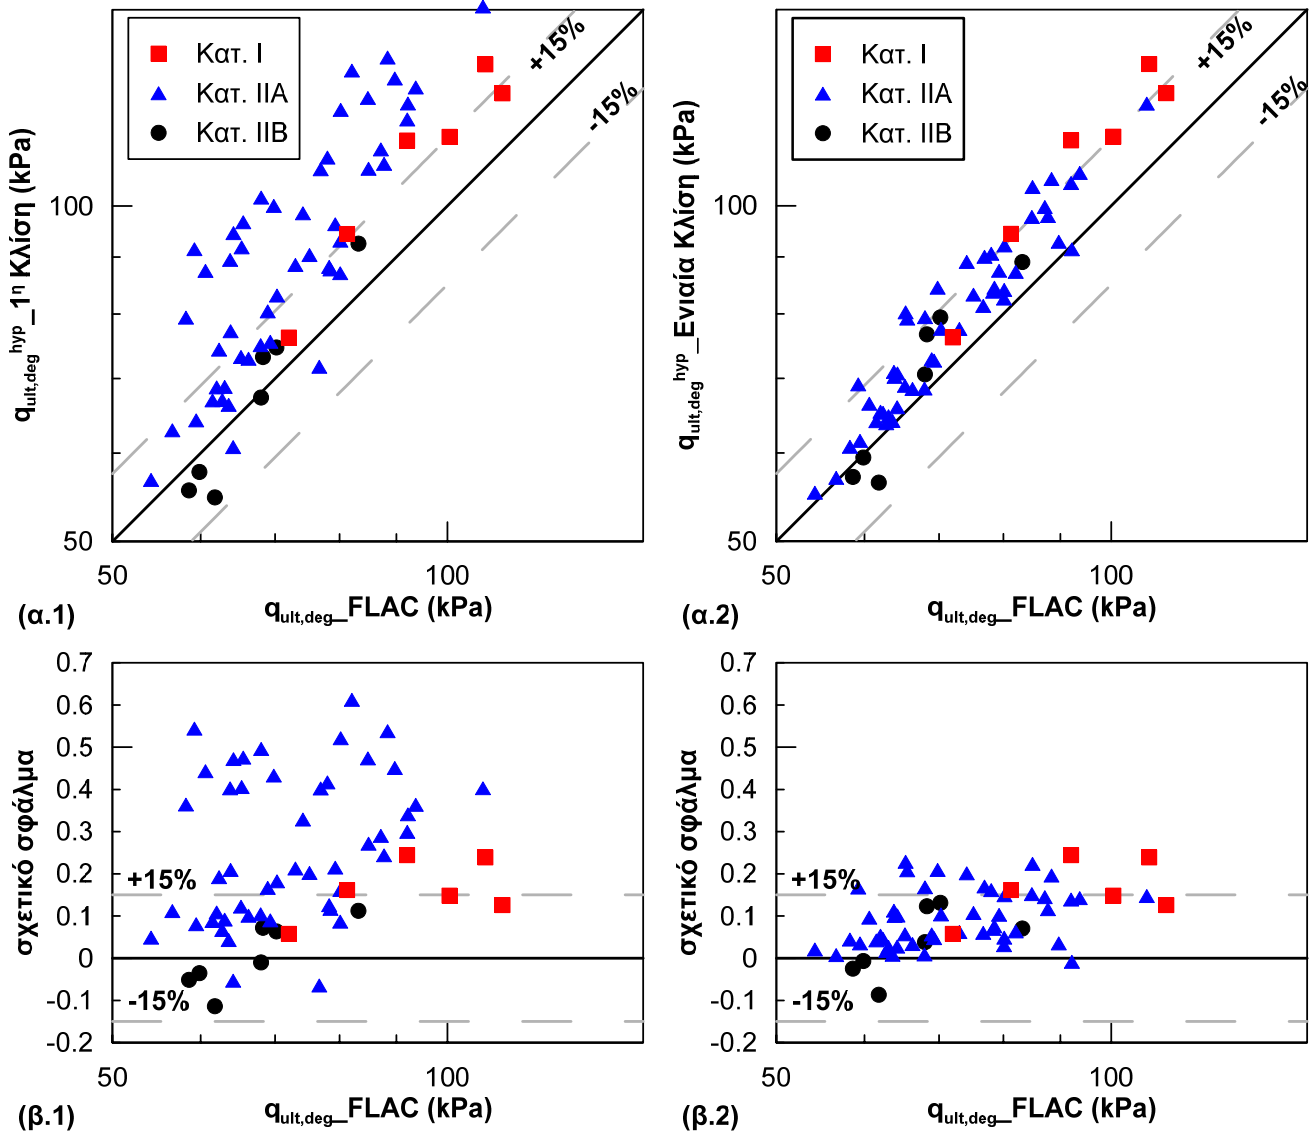 Κατ. I
Κατ. IIA
Κατ. IIB
+15%
-15%
100
50
50
100
q_ult,deg^hyp_1^η Κλίση (kPa)
q_ult,deg_FLAC (kPa)
(α.1)
Κατ. I
Κατ. IIA
Κατ. IIB
+15%
-15%
100
50
50
100
q_ult,deg^hyp_Ενιαία Κλίση (kPa)
q_ult,deg_FLAC (kPa)
(α.2)
0.7
0.6
0.5
0.4
0.3
0.2
0.1
0
-0.1
-0.2
+15%
-15%
σχετικό σφάλμα
50
100
q_ult,deg_FLAC (kPa)
(β.1)
0.7
0.6
0.5
0.4
0.3
0.2
0.1
0
-0.1
-0.2
+15%
-15%
σχετικό σφάλμα
50
100
q_ult,deg_FLAC (kPa)
(β.2)